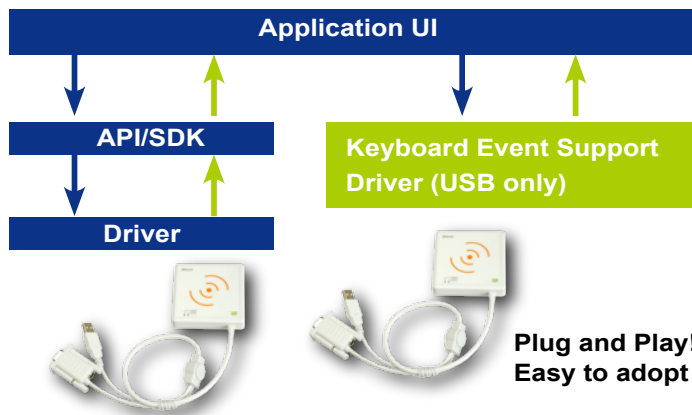 Application UI
API/SDK
Keyboard Event Support
Driver (USB only)
Driver
Plug and Play!
Easy to adopt